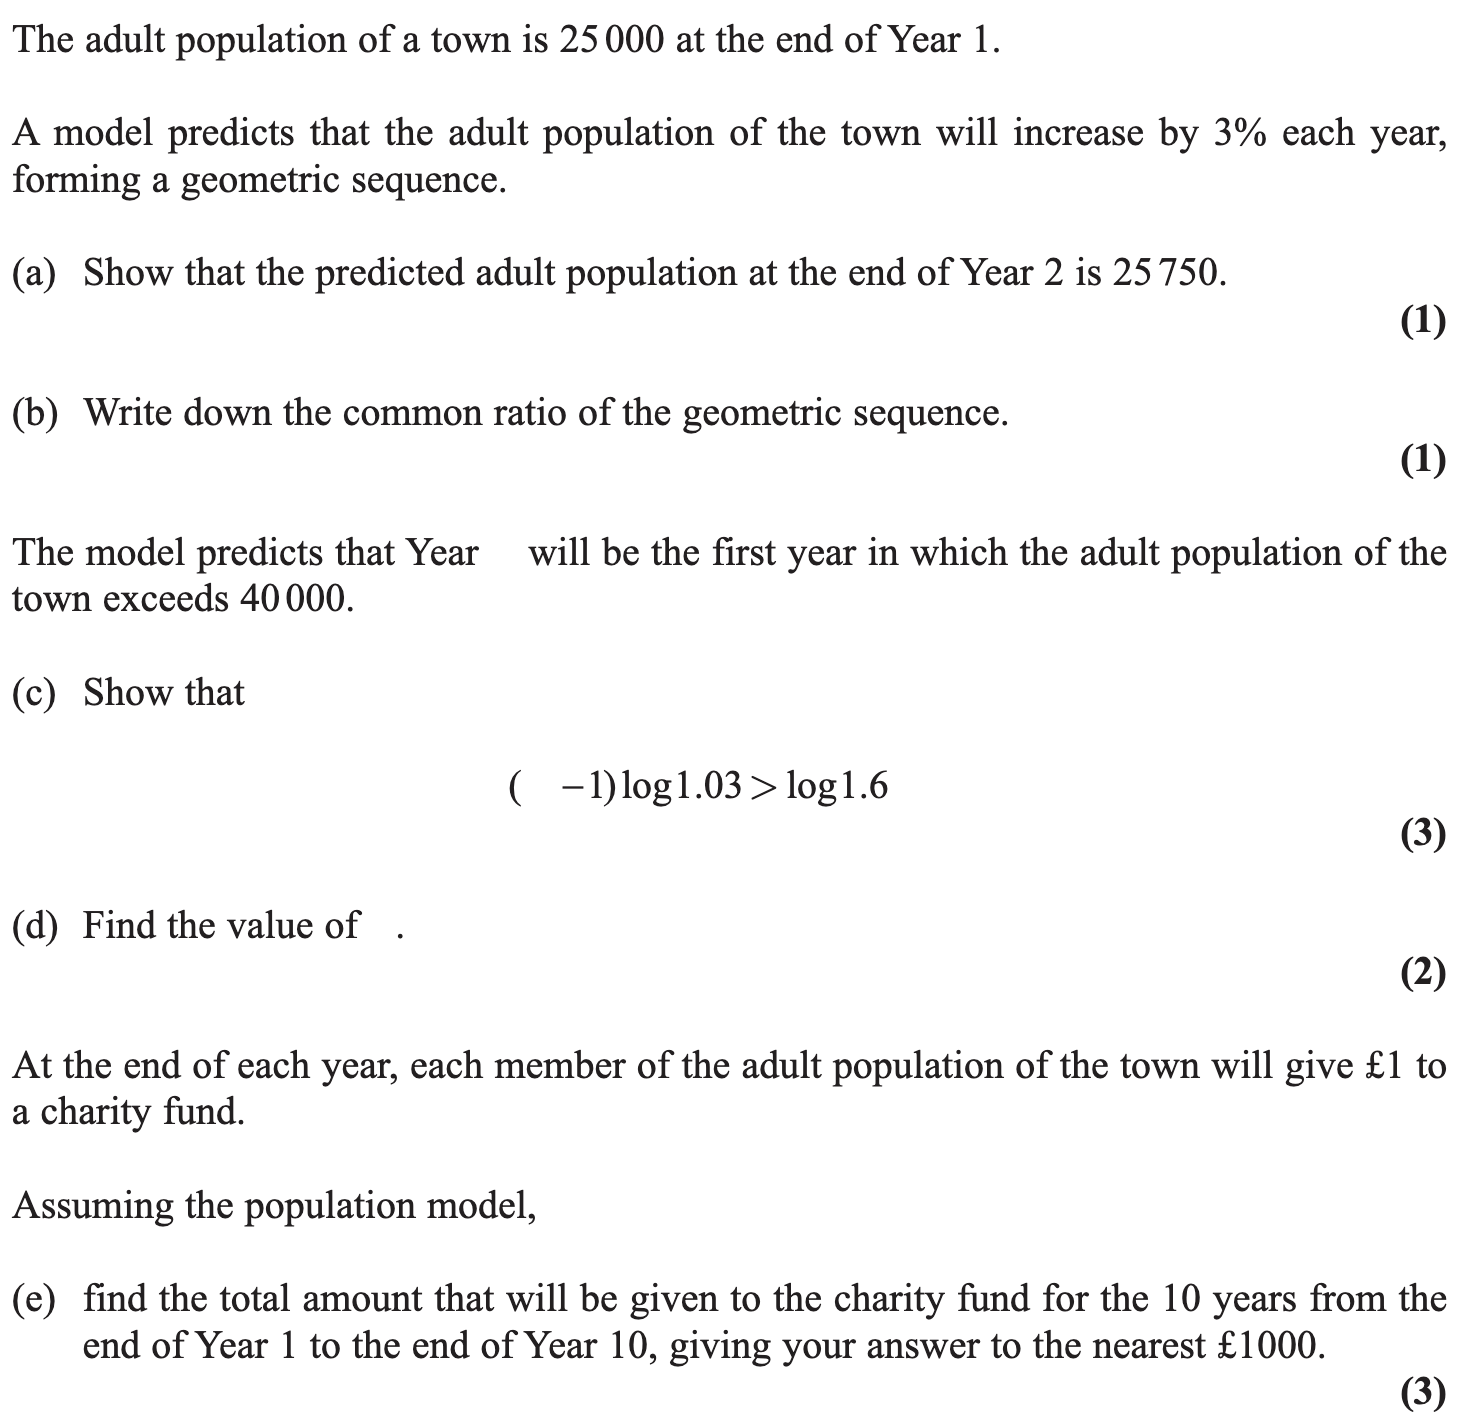 The adult population of a town is 25 000 at the end of Year 1.
A model predicts that the adult population of the town will increase by 3% each year,
forming a geometric sequence.
(a) Show that the predicted adult population at the end of Year 2 is 25 750.
(1)
(b) Write down the common ratio of the geometric sequence.
(1)
The model predicts that Year will be the first year in which the adult population of the
town exceeds 40 000.
(c) Show that
( –1) log 1.03 > log 1.6
(3)
(d) Find the value of .
(2)
At the end of each year, each member of the adult population of the town will give £1 to
a charity fund.
Assuming the population model,
(e) find the total amount that will be given to the charity fund for the 10 years from the
end of Year 1 to the end of Year 10, giving your answer to the nearest £1000.
(3)